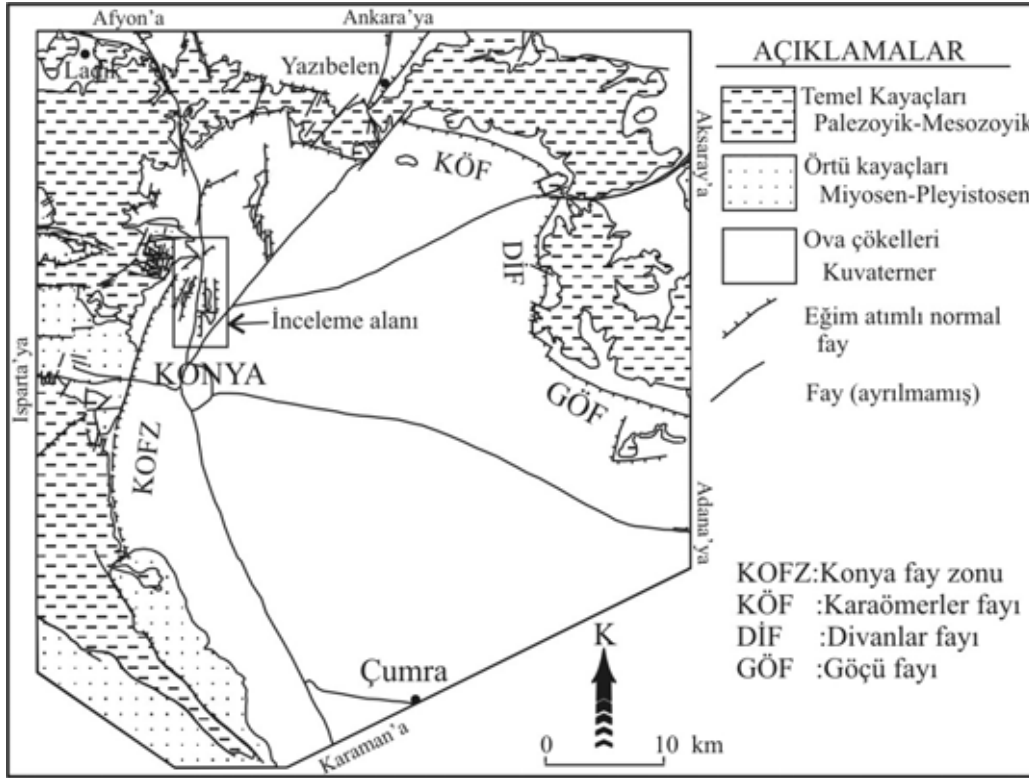 Afyon'a
Ankara'ya
Ladik
Yazıbelen
KÖF
Aksaray'a
DİF
İnceleme alanı
KONYA
Isparta'ya
GÖF
KOFZ
Adana'ya
Çumra
Karaman'a
K
0 10 km
AÇIKLAMALAR
Temel Kayaçları
Palezoyik-Mesozoyik
Örtü kayaçları
Miyosen-Pleyistosen
Ova çökelleri
Kuvaterner
Eğim atımlı normal
fay
Fay (ayrılmamış)
KOFZ:Konya fay zonu
KÖF :Karaömerler fayı
DİF :Divanlar fayı
GÖF :Göçü fayı